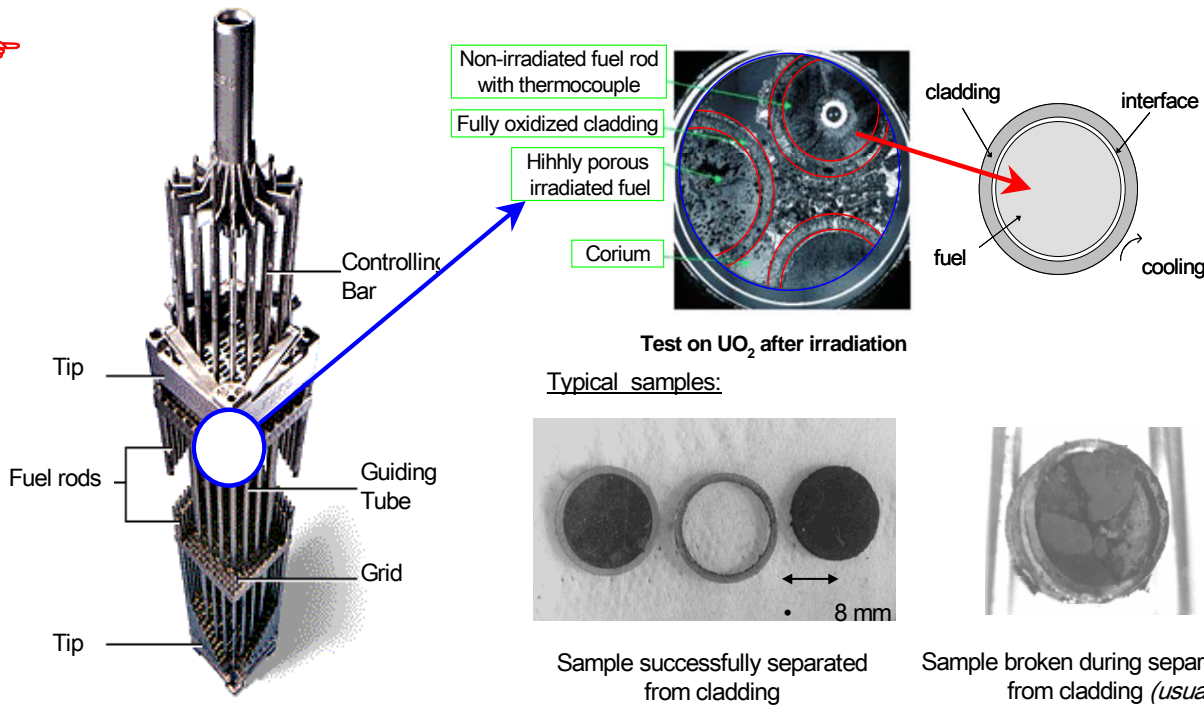 Non-irradiated fuel rod
with thermocouple
Fully oxidized cladding
Hihhly porous
irradiated fuel
Corium
cladding
interface
fuel
cooling
Test on UO₂ after irradiation
Controlling
Bar
Tip
Fuel rods
Guiding
Tube
Grid
Tip
Typical samples:
• 8 mm
Sample successfully separated
from cladding
Sample broken during separ
from cladding (usua